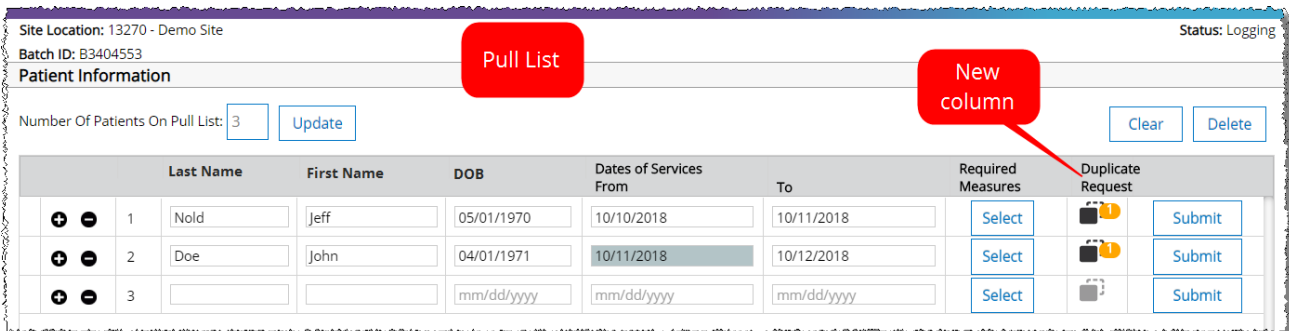 Site Location: 13270 - Demo Site
Status: Logging
Batch ID: B3404553
Pull List
Patient Information
New
column
Number Of Patients On Pull List: 3 Update Clear Delete
Last Name First Name DOB Dates of Services From To Required Measures Duplicate Request
1 Nold Jeff 05/01/1970 10/10/2018 10/11/2018 Select 1 Submit
2 Doe John 04/01/1971 10/11/2018 10/12/2018 Select 1 Submit
3 mm/dd/yyyy mm/dd/yyyy mm/dd/yyyy Select Submit